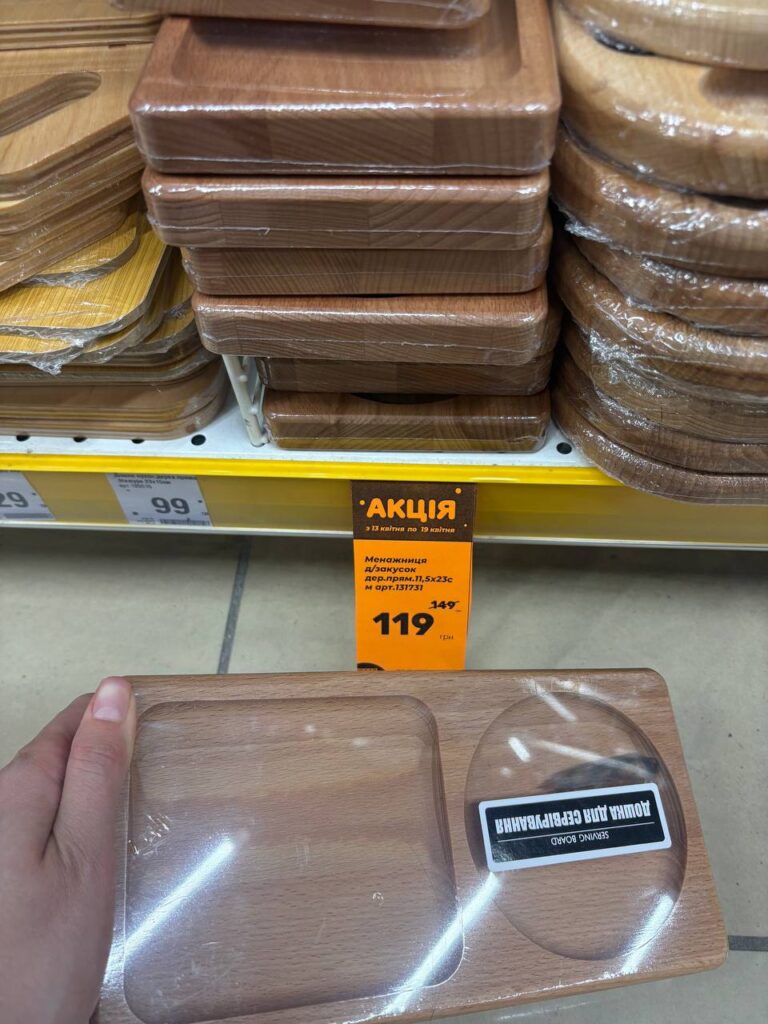 29
99
АКЦІЯ
з 13 квітня по 19 квітня
Менажниця
д/закусок
дер.прям.11,5х23с
м арт.131731
149
119
грн
ДОШКА ДЛЯ СЕРВІРУВАННЯ
SERVING BOARD